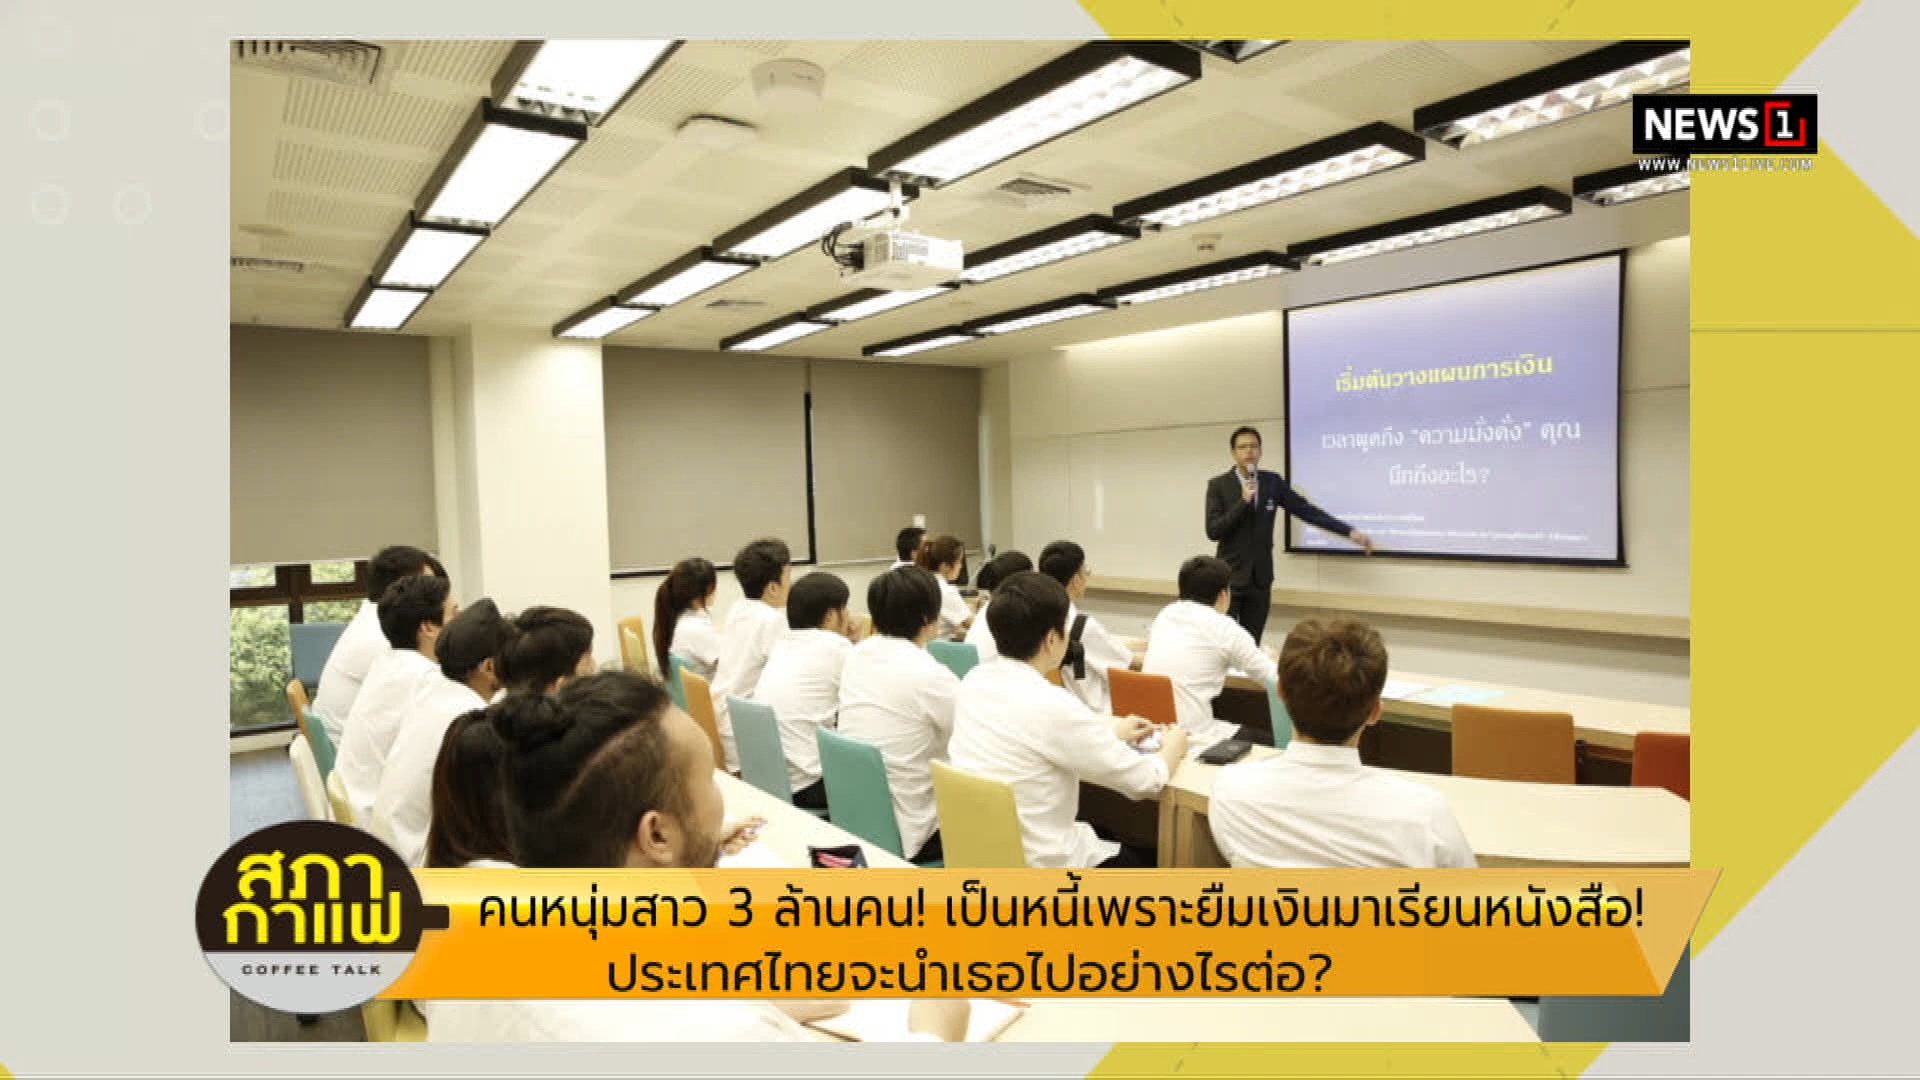 NEWS 1
WWW.NEWS1LIVE.COM
เริ่มต้นวางแผนการเงิน
เวลาพูดถึง "ความมั่งคั่ง" คุณ
นึกถึงอะไร?
สภา
กาแฟ
COFFEE TALK
คนหนุ่มสาว 3 ล้านคน! เป็นหนี้เพราะยืมเงินมาเรียนหนังสือ!
ประเทศไทยจะนำเธอไปอย่างไรต่อ?